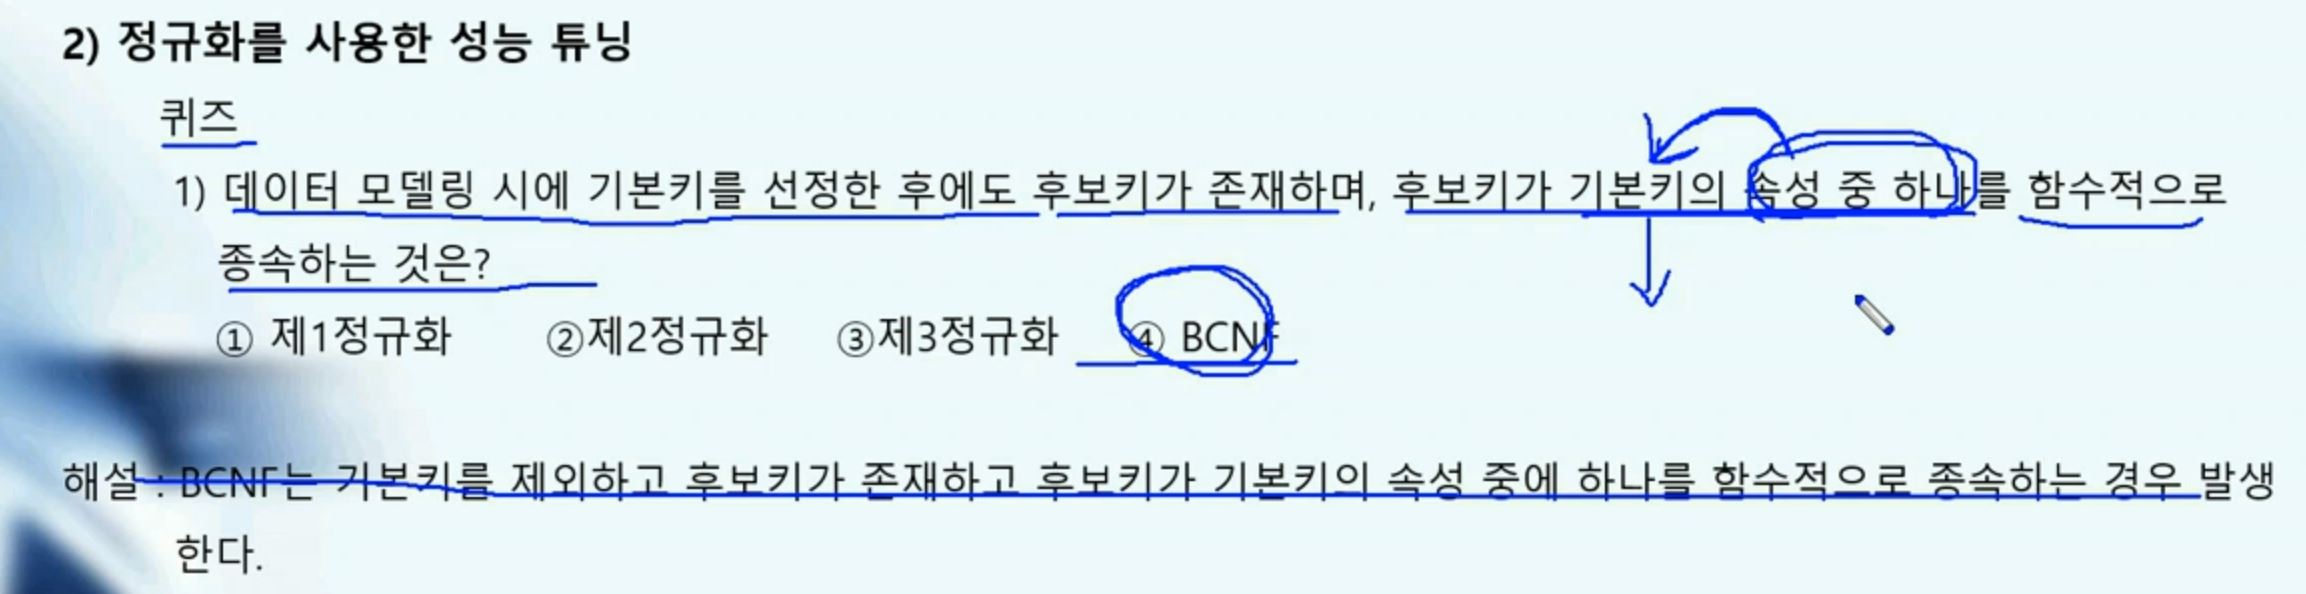 2) 정규화를 사용한 성능 튜닝
퀴즈
1) 데이터 모델링 시에 기본키를 선정한 후에도 후보키가 존재하며, 후보키가 기본키의 속성 중 하나를 함수적으로
종속하는 것은?
① 제1정규화 ②제2정규화 ③제3정규화 ④ BCNF
해설 : BCNF는 기본키를 제외하고 후보키가 존재하고 후보키가 기본키의 속성 중에 하나를 함수적으로 종속하는 경우 발생
한다.